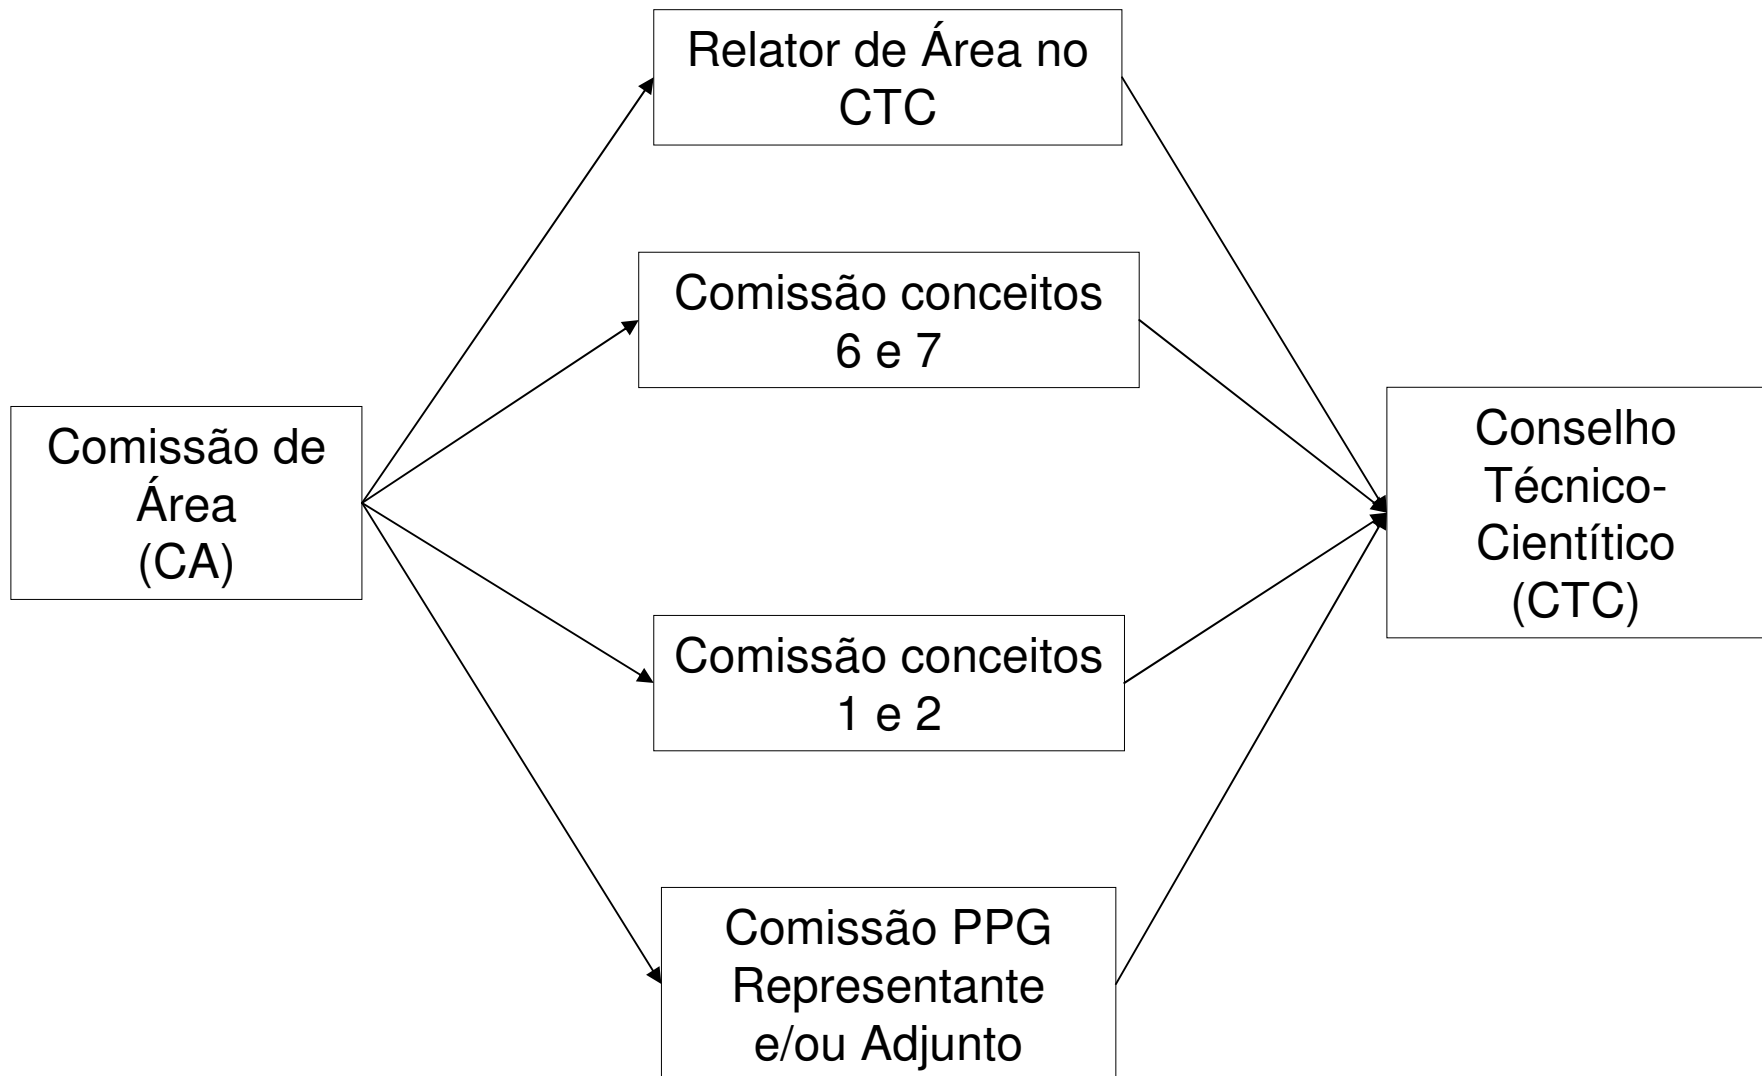 Relator de Área no
CTC
Comissão conceitos
6 e 7
Comissão de
Área
(CA)
Conselho
Técnico-
Cientítico
(CTC)
Comissão conceitos
1 e 2
Comissão PPG
Representante
e/ou Adjunto